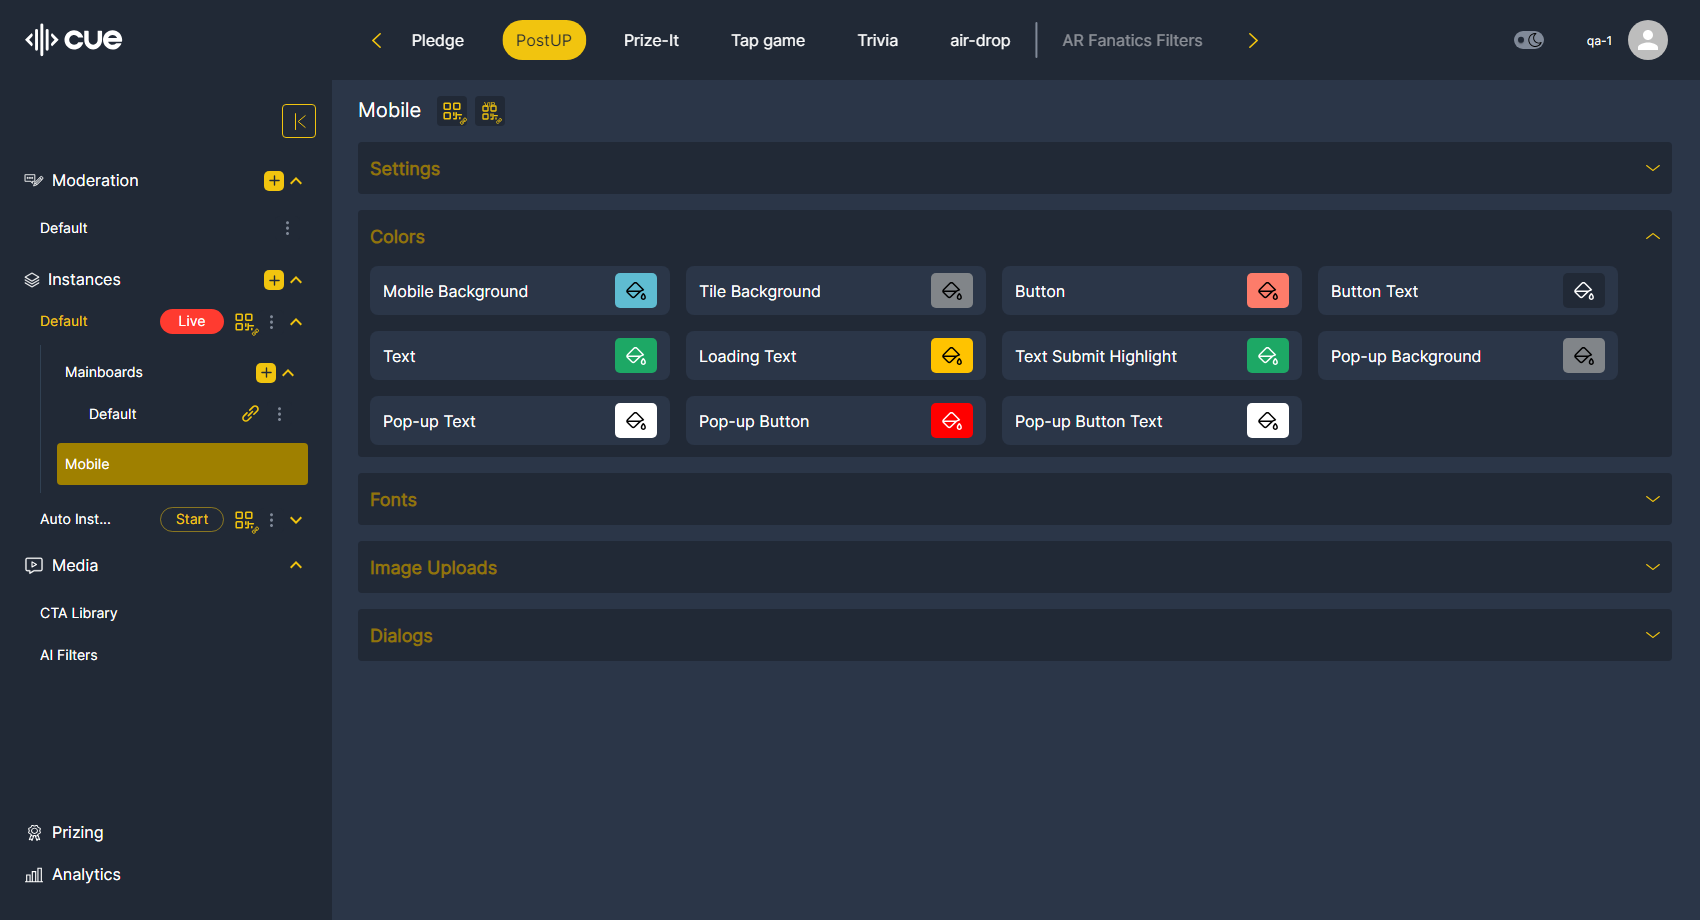 cue
Pledge
PostUP
Prize-It
Tap game
Trivia
air-drop
AR Fanatics Filters
qa-1
Moderation
Default
Instances
Default
Live
Mainboards
Default
Mobile
Auto Inst...
Start
Media
CTA Library
AI Filters
Prizing
Analytics
Mobile
VIP
Settings
Colors
Mobile Background
Tile Background
Button
Button Text
Text
Loading Text
Text Submit Highlight
Pop-up Background
Pop-up Text
Pop-up Button
Pop-up Button Text
Fonts
Image Uploads
Dialogs